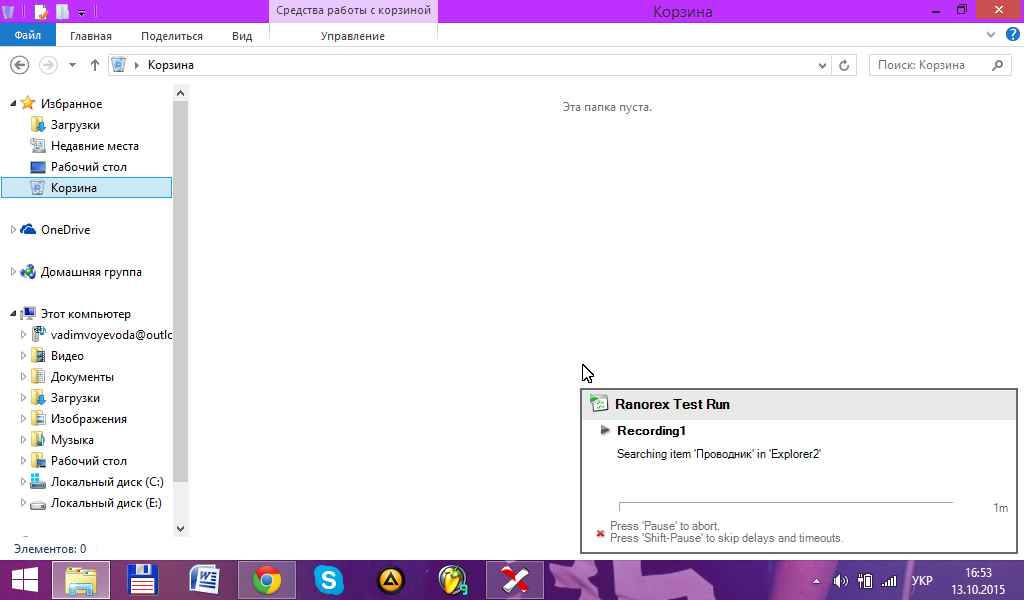 Средства работы с корзиной
Корзина
Файл
Главная
Поделиться
Вид
Управление
Корзина
Поиск: Корзина
Эта папка пуста.
Избранное
Загрузки
Недавние места
Рабочий стол
Корзина
OneDrive
Домашняя группа
Этот компьютер
vadimvoyevoda@outlc
Видео
Документы
Загрузки
Изображения
Музыка
Рабочий стол
Локальный диск (C:)
Локальный диск (E:)
Элементов: 0
Ranorex Test Run
Recording1
Searching item 'Проводник' in 'Explorer2'
1m
Press 'Pause' to abort.
Press 'Shift-Pause' to skip delays and timeouts.
УКР
16:53
13.10.2015